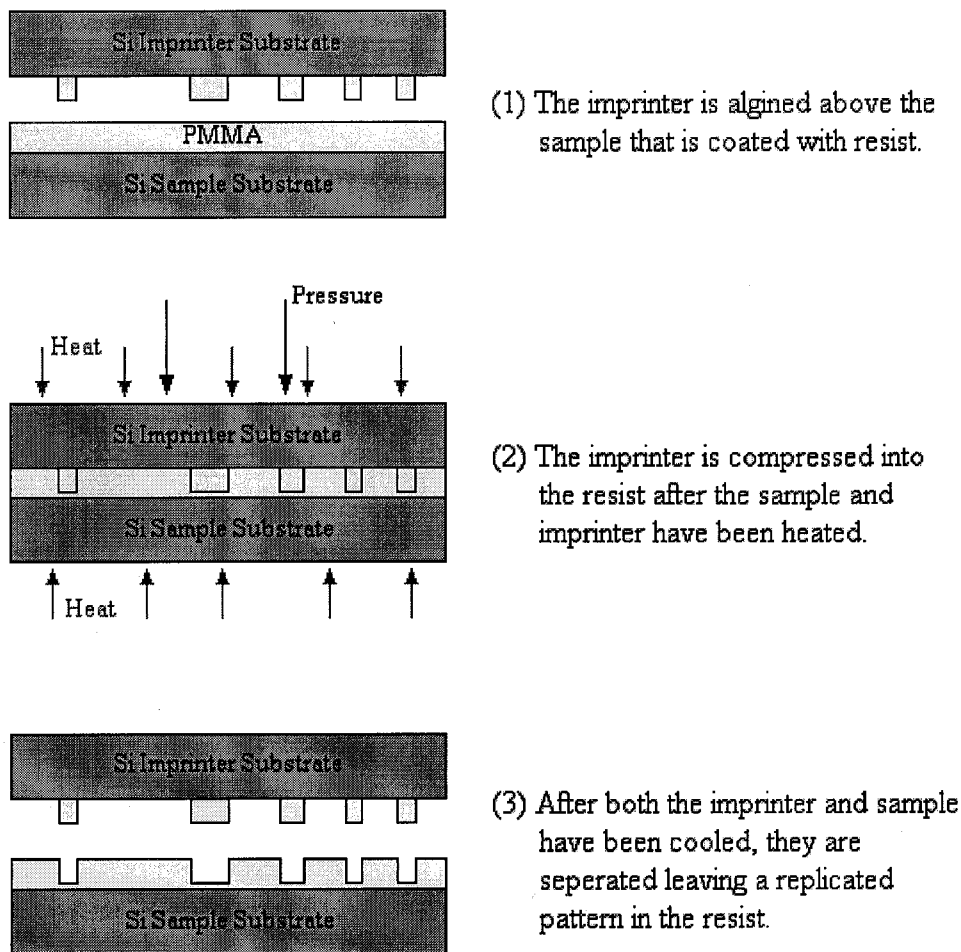 Si Imprinter Substrate
PMMA
Si Sample Substrate
(1) The imprinter is algined above the
sample that is coated with resist.
Pressure
Heat
Si Imprinter Substrate
Si Sample Substrate
Heat
(2) The imprinter is compressed into
the resist after the sample and
imprinter have been heated.
Si Imprinter Substrate
Si Sample Substrate
(3) After both the imprinter and sample
have been cooled, they are
seperated leaving a replicated
pattern in the resist.